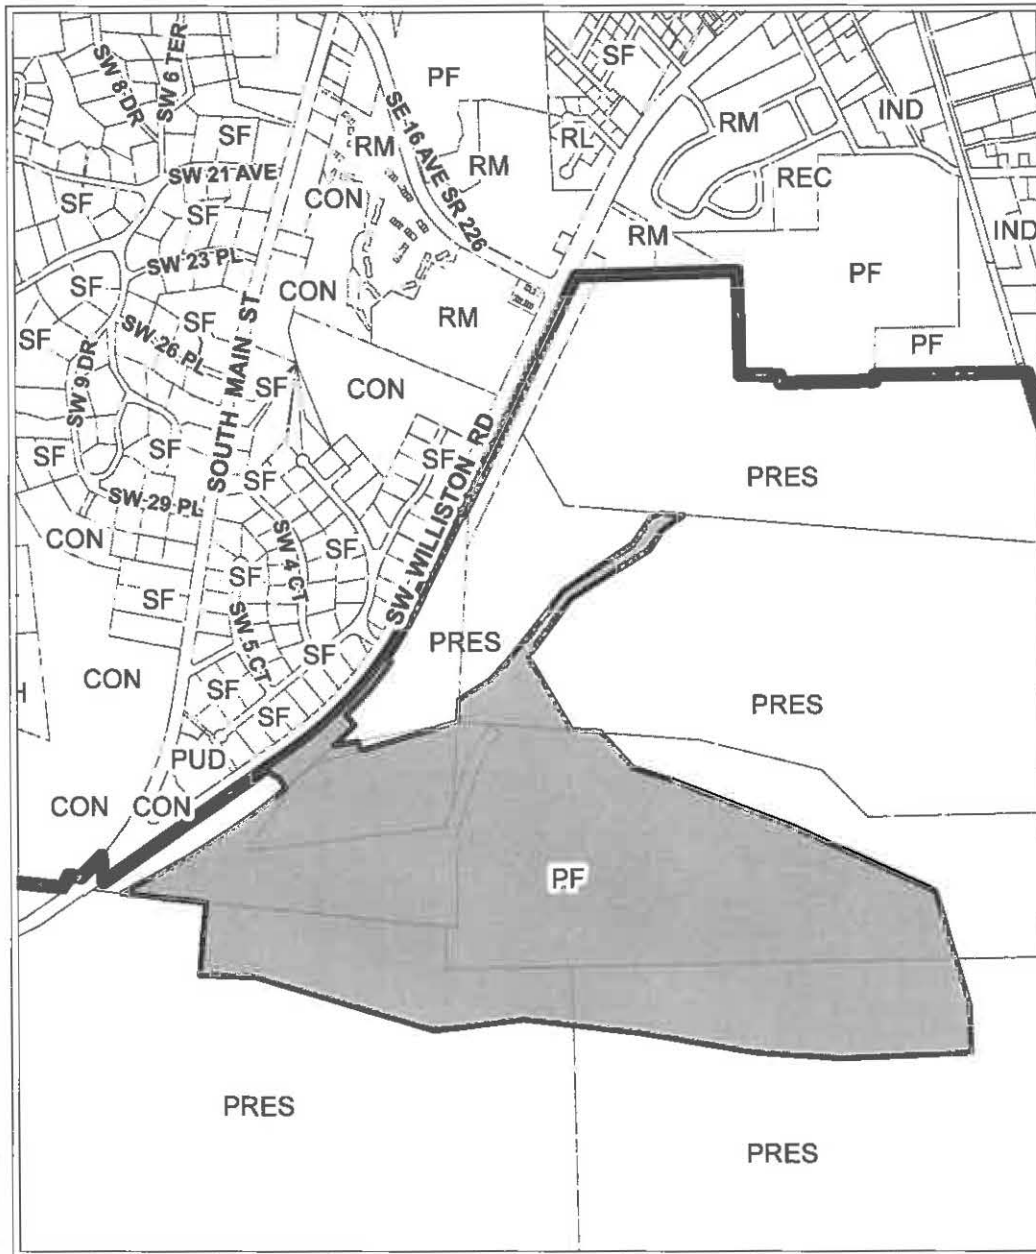 SW 8 DR
SW 6 TER
SF
PF
SF
IND
RM
RM
RL
RM
SF
SW 21 AVE
CON
SE 16 AVE SR 226
REC
SF
SF
RM
IND
SW 23 PL
SF
CON
PF
SF
SW 26 PL
SF
RM
PF
SW 9 DR
SOUTH MAIN ST
SF
CON
SF
SF
SF
SF
SW WILLISTON RD
PRES
SW 29 PL
CON
SW 4 CT
SF
SF
SF
SW 5 CT
PRES
SF
CON
SF
PRES
SF
PUD
CON
CON
PF
PRES
PRES